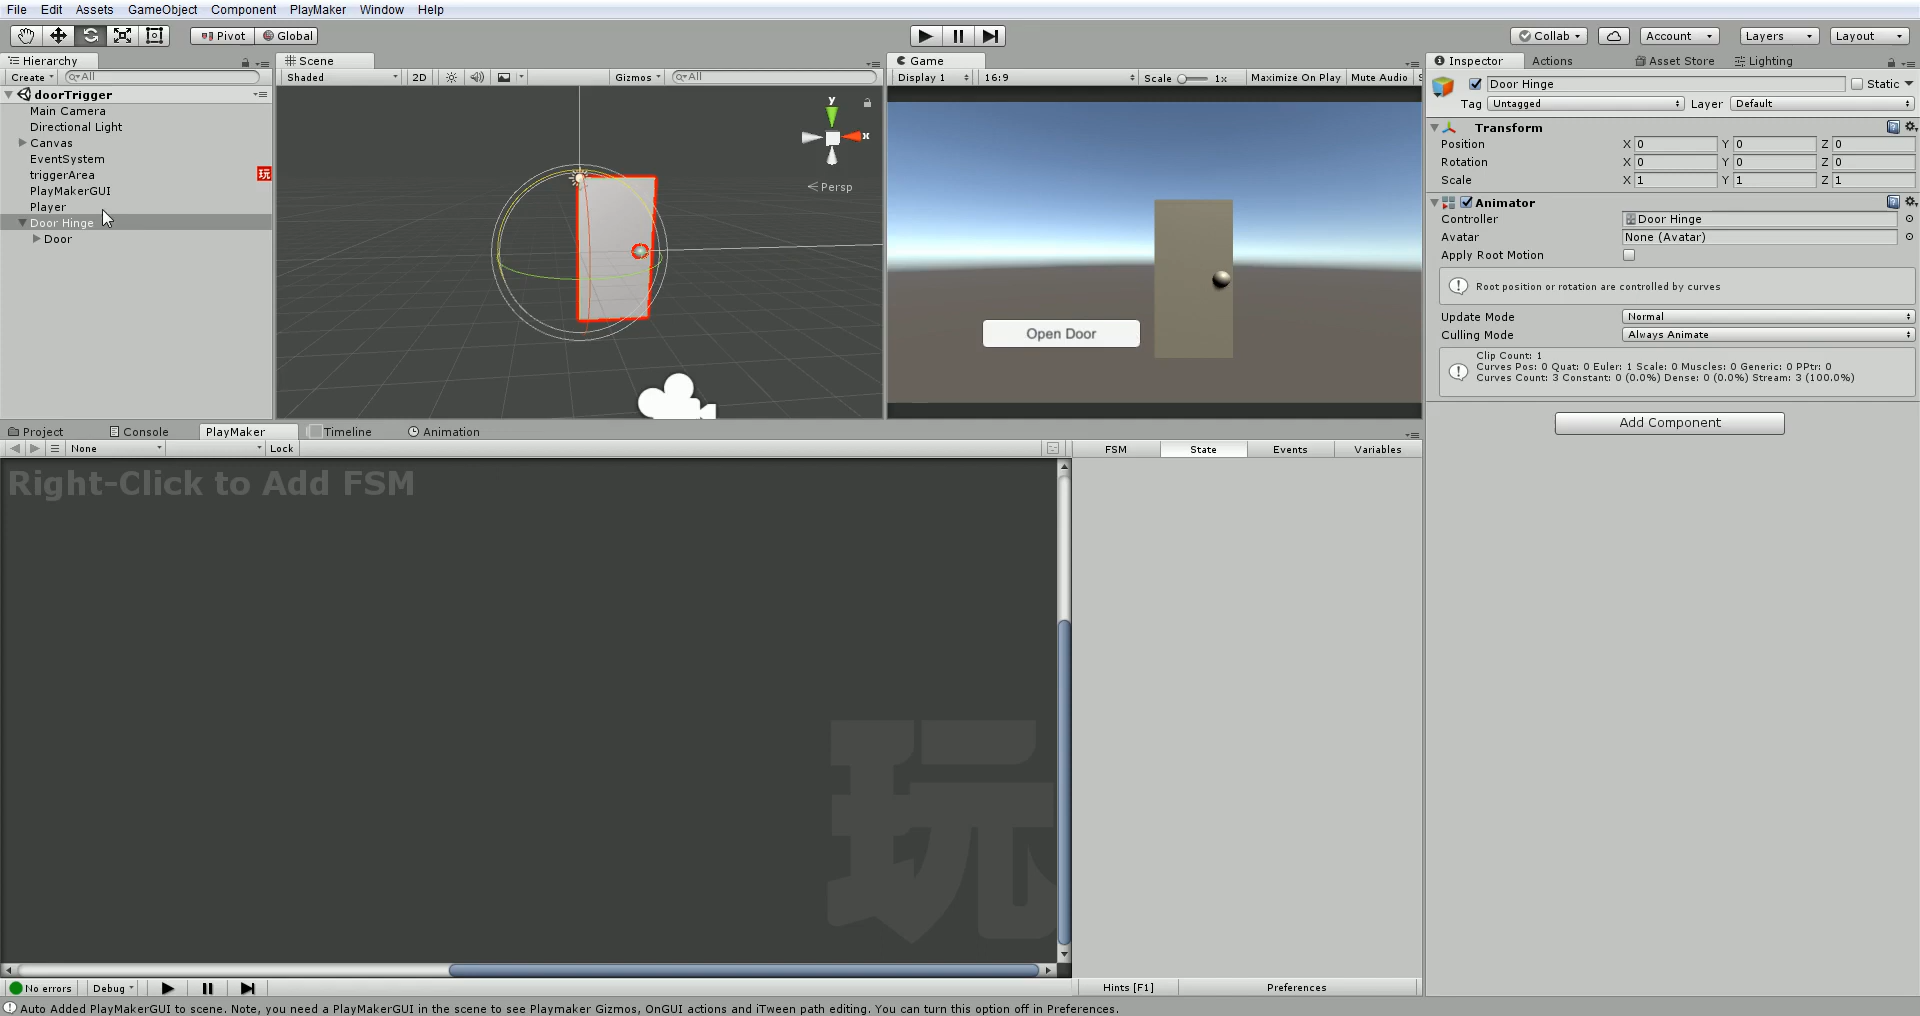 File Edit Assets GameObject Component PlayMaker Window Help
Pivot Global Collab Account Layers Layout
Hierarchy
Create All
doorTrigger
Main Camera
Directional Light
Canvas
EventSystem
triggerArea 玩
PlayMakerGUI
Player
Door Hinge
Door
Scene
Shaded 2D Gizmos All
y
x
Persp
Game
Display 1 16:9 Scale 1x Maximize On Play Mute Audio S
Open Door
Inspector Actions Asset Store Lighting
Door Hinge Static
Tag Untagged Layer Default
Transform
Position X 0 Y 0 Z 0
Rotation X 0 Y 0 Z 0
Scale X 1 Y 1 Z 1
Animator
Controller Door Hinge
Avatar None (Avatar)
Apply Root Motion
Root position or rotation are controlled by curves
Update Mode Normal
Culling Mode Always Animate
Clip Count: 1
Curves Pos: 0 Quat: 0 Euler: 1 Scale: 0 Muscles: 0 Generic: 0 PPtr: 0
Curves Count: 3 Constant: 0 (0.0%) Dense: 0 (0.0%) Stream: 3 (100.0%)
Add Component
Project Console PlayMaker Timeline Animation
None Lock FSM State Events Variables
Right-Click to Add FSM
玩
No errors Debug Hints [F1] Preferences
Auto Added PlayMakerGUI to scene. Note, you need a PlayMakerGUI in the scene to see Playmaker Gizmos, OnGUI actions and iTween path editing. You can turn this option off in Preferences.